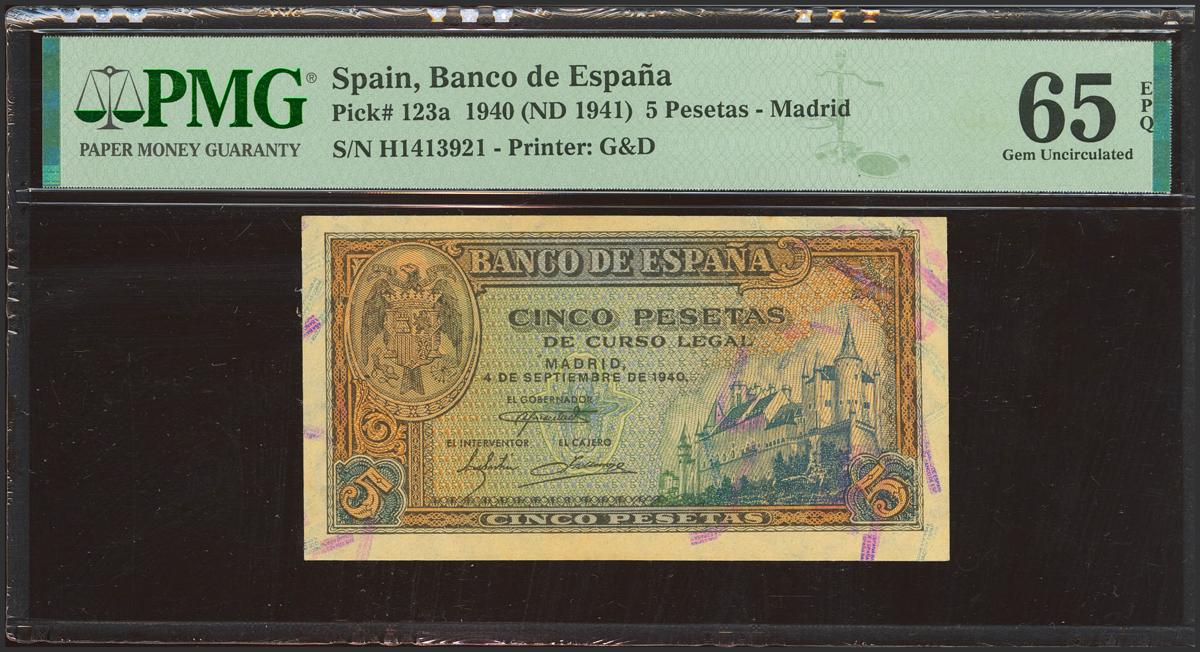 PMG®
PAPER MONEY GUARANTY
Spain, Banco de España
Pick# 123a 1940 (ND 1941) 5 Pesetas - Madrid
S/N H1413921 - Printer: G&D
65
EPQ
Gem Uncirculated
BANCO DE ESPAÑA
CINCO PESETAS
DE CURSO LEGAL
MADRID,
4 DE SEPTIEMBRE DE 1940.
EL GOBERNADOR
EL INTERVENTOR EL CAJERO
5 5
CINCO PESETAS